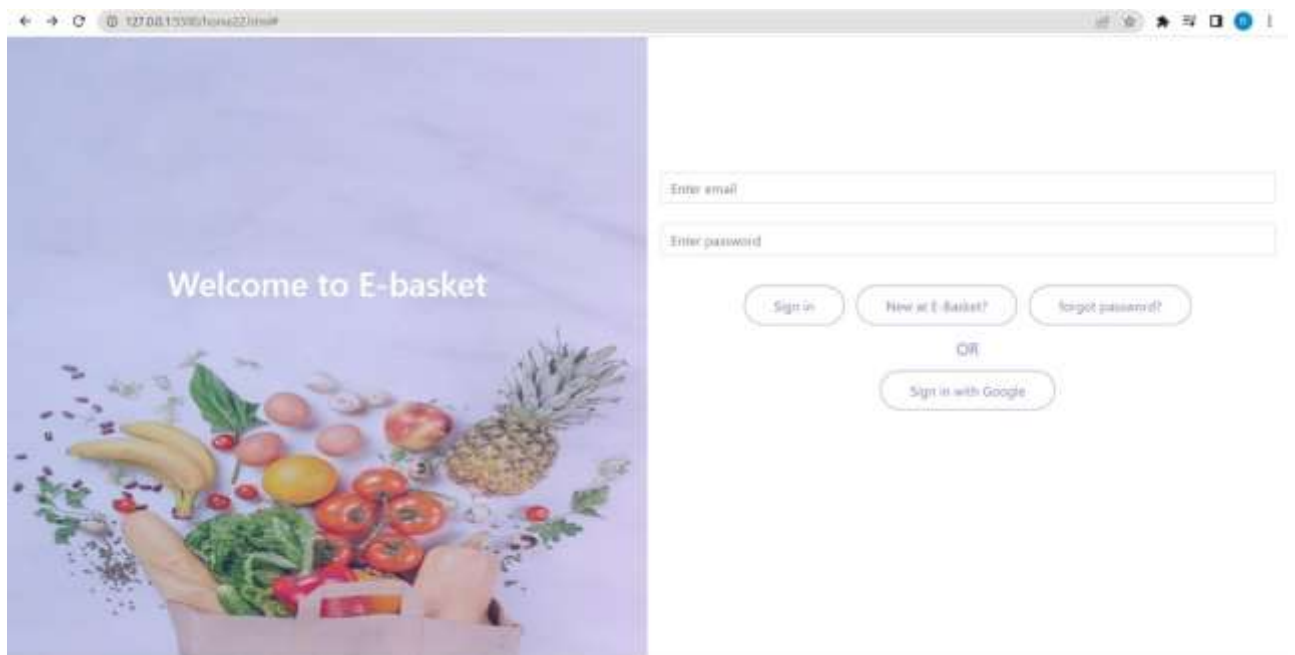 Welcome to E-basket
Enter email
Enter password
Sign in
New at E-Basket?
forgot password?
OR
Sign in with Google